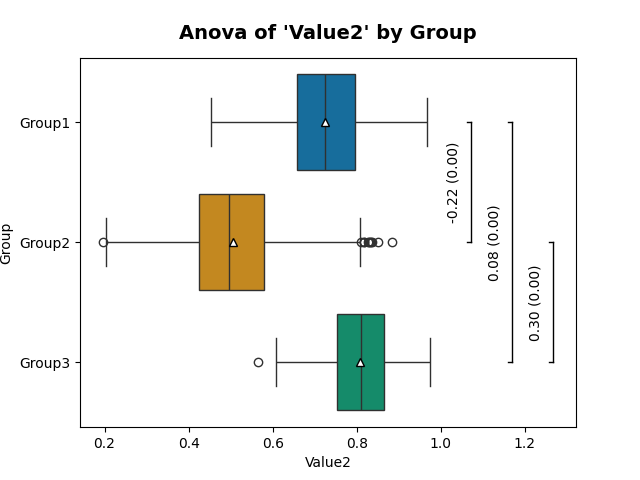 Anova of 'Value2' by Group
Group
Group1
Group2
Group3
-0.22 (0.00)
0.08 (0.00)
0.30 (0.00)
0.2 0.4 0.6 0.8 1.0 1.2
Value2